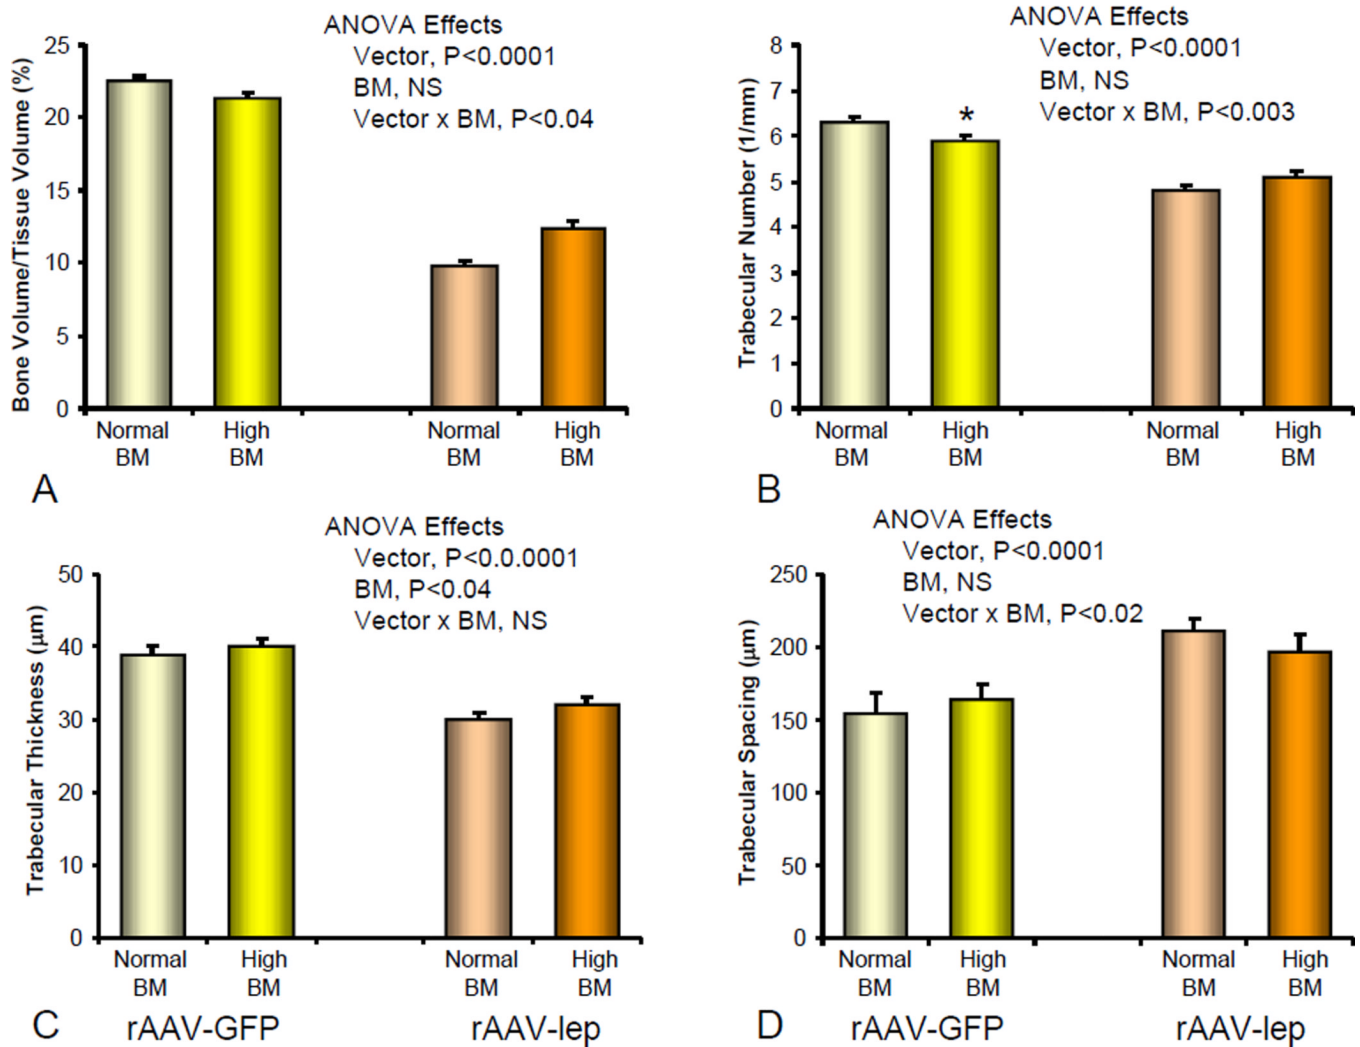 ANOVA Effects
Vector, P<0.0001
BM, NS
Vector x BM, P<0.04
Bone Volume/Tissue Volume (%)
25
20
15
10
5
0
Normal BM
High BM
Normal BM
High BM
A
ANOVA Effects
Vector, P<0.0001
BM, NS
Vector x BM, P<0.003
Trabecular Number (1/mm)
8
7
6
5
4
3
2
1
0
*
Normal BM
High BM
Normal BM
High BM
B
ANOVA Effects
Vector, P<0.0.0001
BM, P<0.04
Vector x BM, NS
Trabecular Thickness (μm)
50
40
30
20
10
0
Normal BM
High BM
Normal BM
High BM
C
rAAV-GFP
rAAV-lep
ANOVA Effects
Vector, P<0.0001
BM, NS
Vector x BM, P<0.02
Trabecular Spacing (μm)
250
200
150
100
50
0
Normal BM
High BM
Normal BM
High BM
D
rAAV-GFP
rAAV-lep